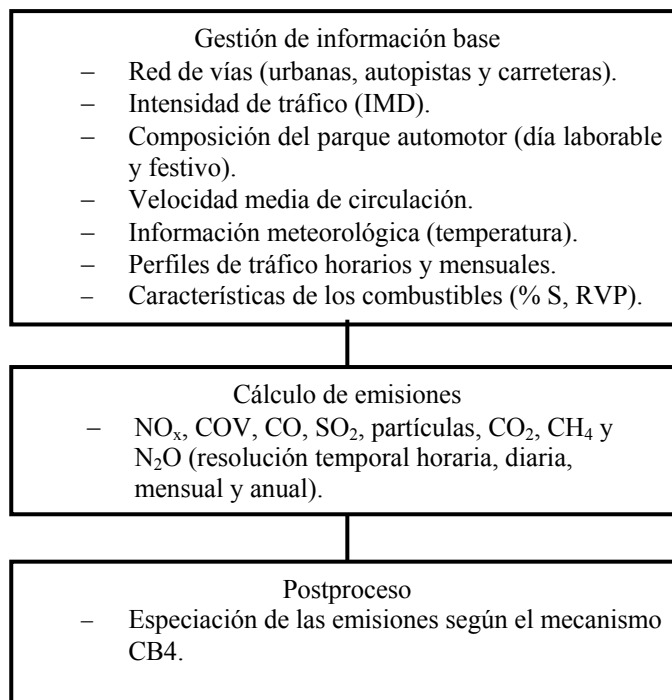 Gestión de información base
– Red de vías (urbanas, autopistas y carreteras).
– Intensidad de tráfico (IMD).
– Composición del parque automotor (día laborable
y festivo).
– Velocidad media de circulación.
– Información meteorológica (temperatura).
– Perfiles de tráfico horarios y mensuales.
– Características de los combustibles (% S, RVP).
Cálculo de emisiones
– NOₓ, COV, CO, SO₂, partículas, CO₂, CH₄ y
N₂O (resolución temporal horaria, diaria,
mensual y anual).
Postproceso
– Especiación de las emisiones según el mecanismo
CB4.